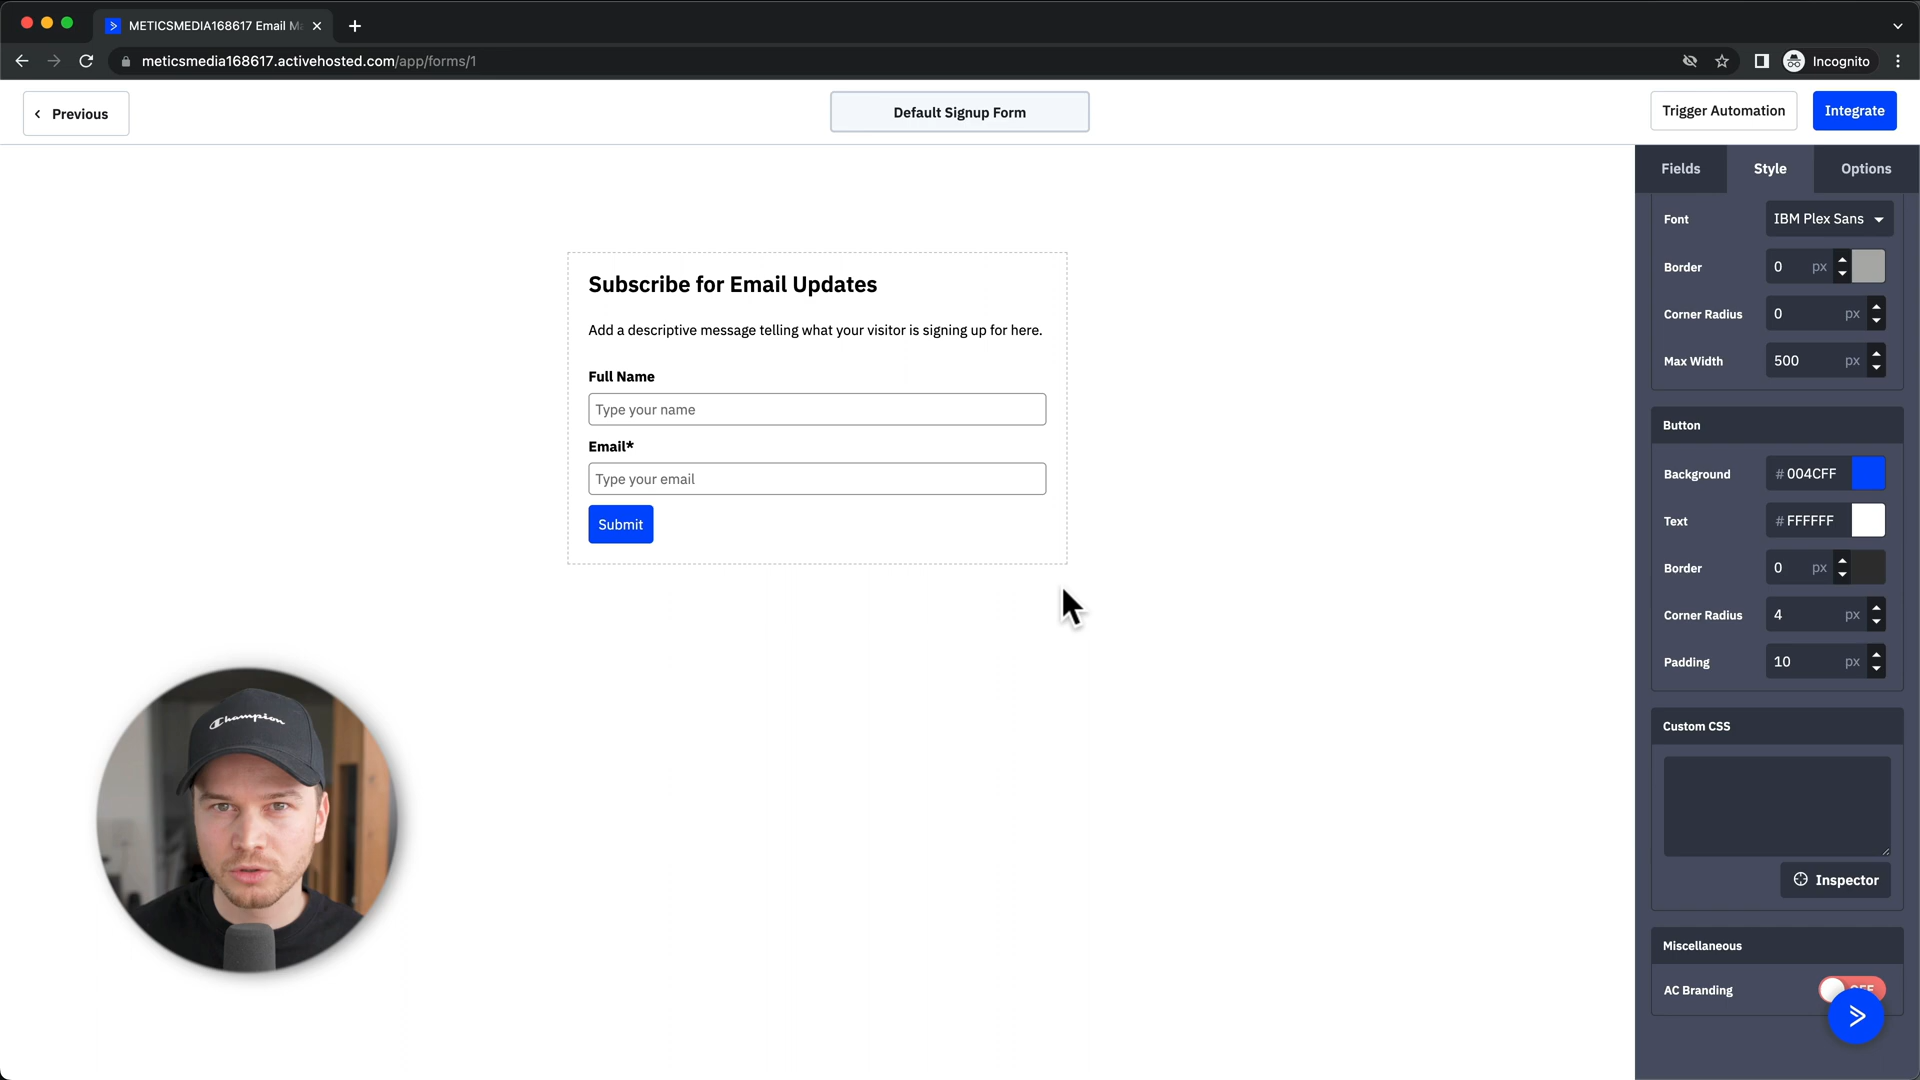 METICSMEDIA168617 Email Ma
meticsmedia168617.activehosted.com/app/forms/1
Incognito
Previous
Default Signup Form
Trigger Automation
Integrate
Fields
Style
Options
Font
IBM Plex Sans
Border
0 px
Corner Radius
0 px
Max Width
500 px
Subscribe for Email Updates
Add a descriptive message telling what your visitor is signing up for here.
Full Name
Type your name
Email*
Type your email
Submit
Button
Background
# 004CFF
Text
# FFFFFF
Border
0 px
Corner Radius
4 px
Padding
10 px
Custom CSS
Inspector
Miscellaneous
AC Branding
OFF
Champion